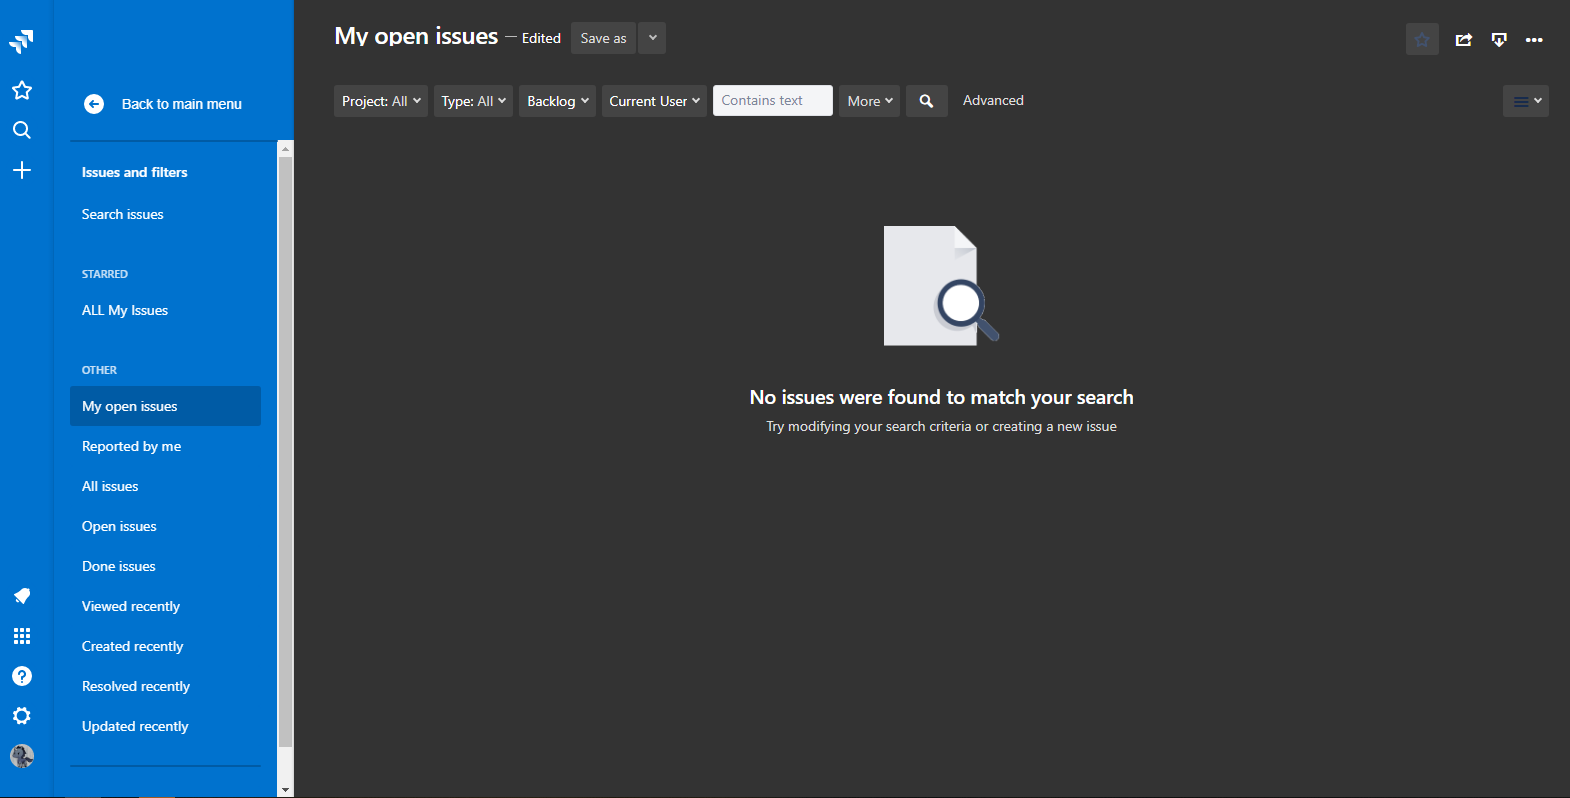 My open issues — Edited Save as
Back to main menu
Project: All Type: All Backlog Current User Contains text More Advanced
Issues and filters
Search issues
STARRED
ALL My Issues
OTHER
My open issues
Reported by me
All issues
Open issues
Done issues
Viewed recently
Created recently
Resolved recently
Updated recently
No issues were found to match your search
Try modifying your search criteria or creating a new issue